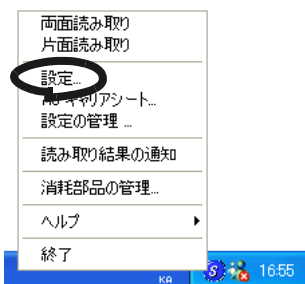 両面読み取り
片面読み取り
設定...
A3 キャリアシート...
設定の管理 ...
読み取り結果の通知
消耗部品の管理...
ヘルプ
終了
KA
S
16:55